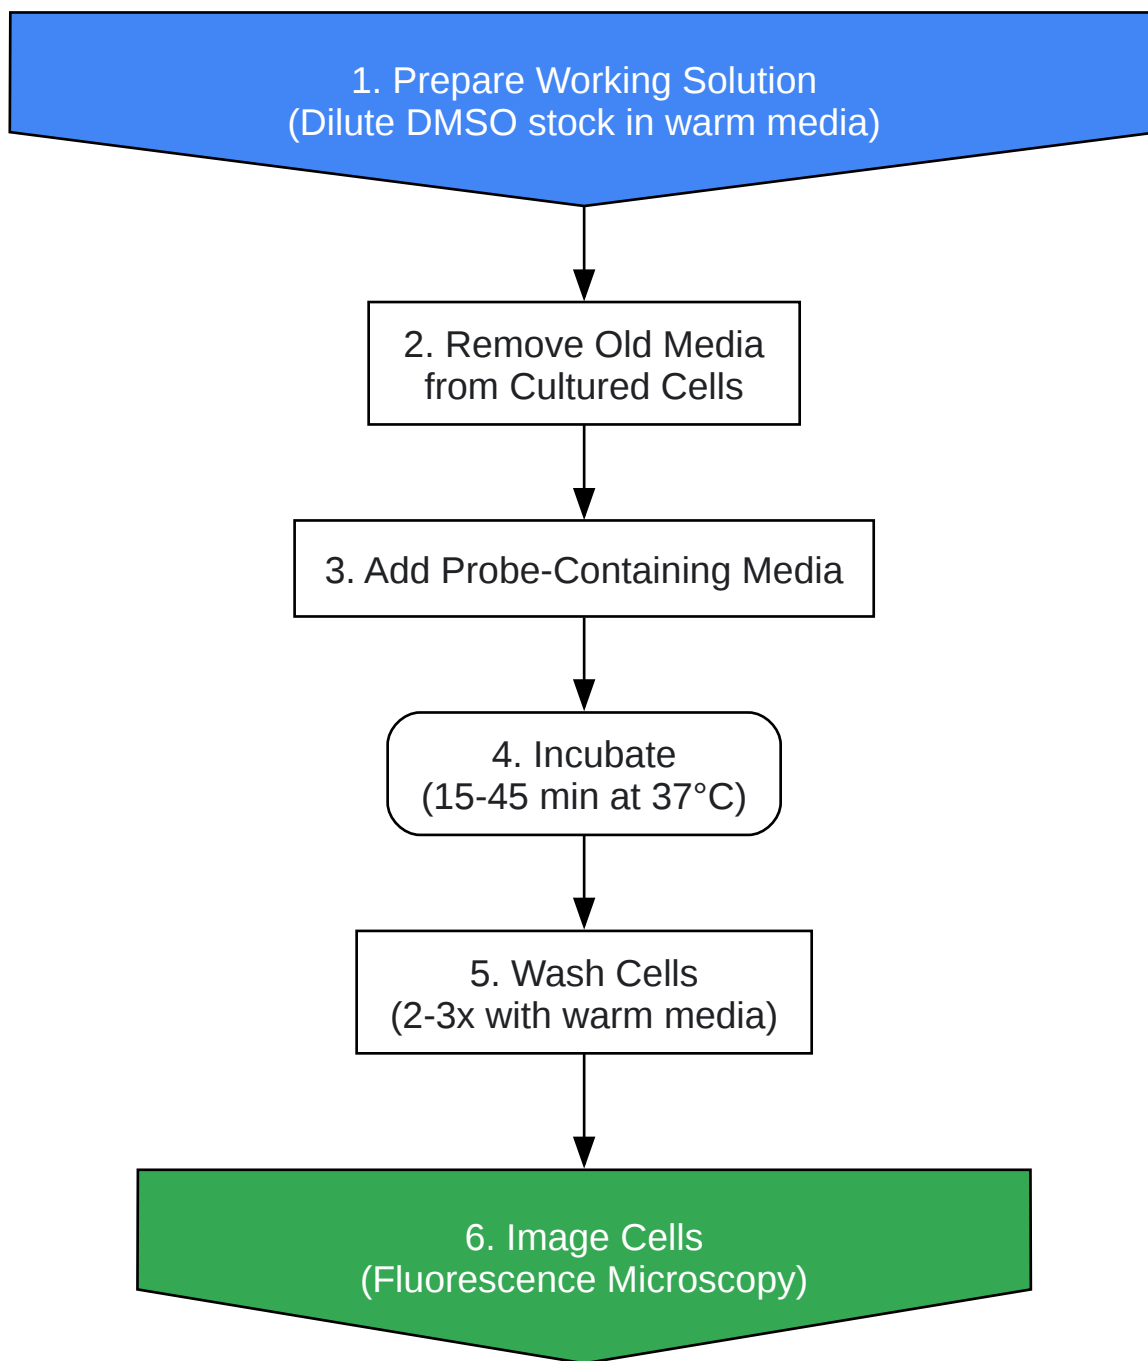 1. Prepare Working Solution
(Dilute DMSO stock in warm media)
2. Remove Old Media
from Cultured Cells
3. Add Probe-Containing Media
4. Incubate
(15-45 min at 37°C)
5. Wash Cells
(2-3x with warm media)
6. Image Cells
(Fluorescence Microscopy)